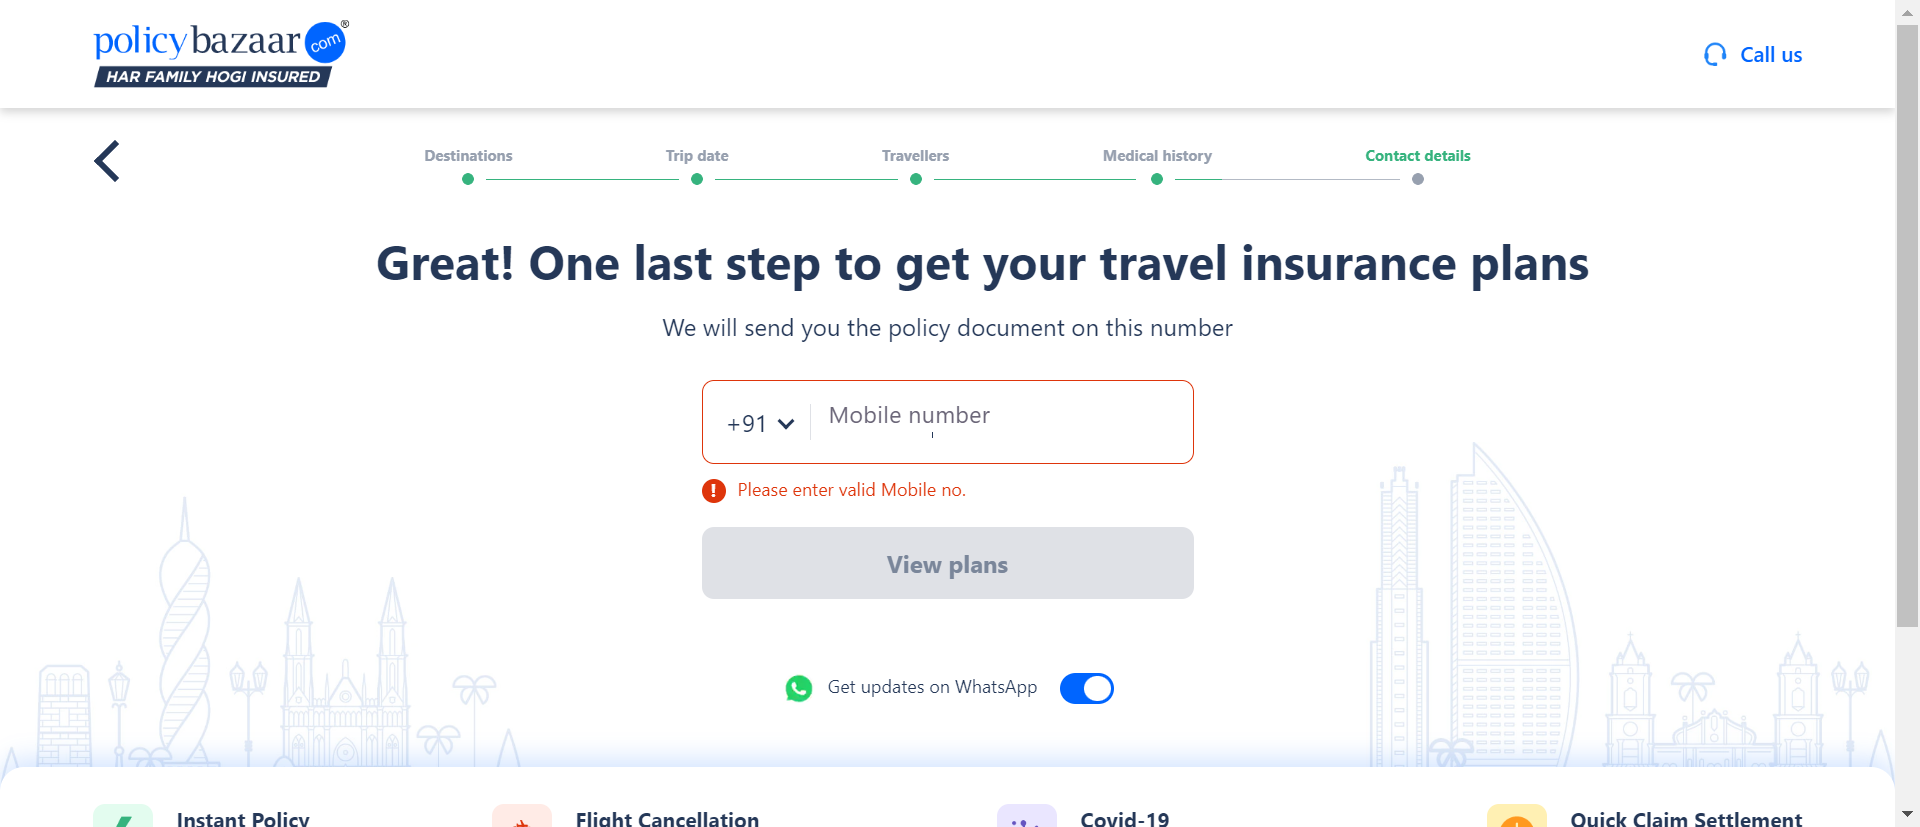 policybazaar com ®
HAR FAMILY HOGI INSURED
Call us
Destinations
Trip date
Travellers
Medical history
Contact details
Great! One last step to get your travel insurance plans
We will send you the policy document on this number
+91
Mobile number
! Please enter valid Mobile no.
View plans
Get updates on WhatsApp
Instant Policy
Flight Cancellation
Covid-19
Quick Claim Settlement